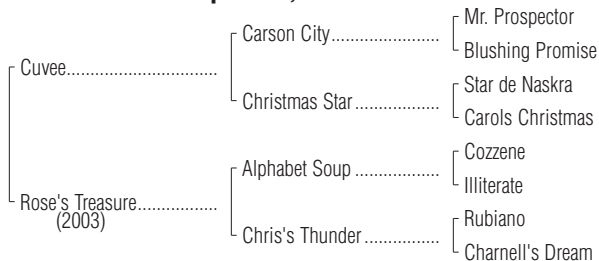 Mr. Prospector
Carson City
Blushing Promise
Cuvee
Star de Naskra
Christmas Star
Carols Christmas
Cozzene
Alphabet Soup
Illiterate
Rose's Treasure
(2003)
Rubiano
Chris's Thunder
Charnell's Dream